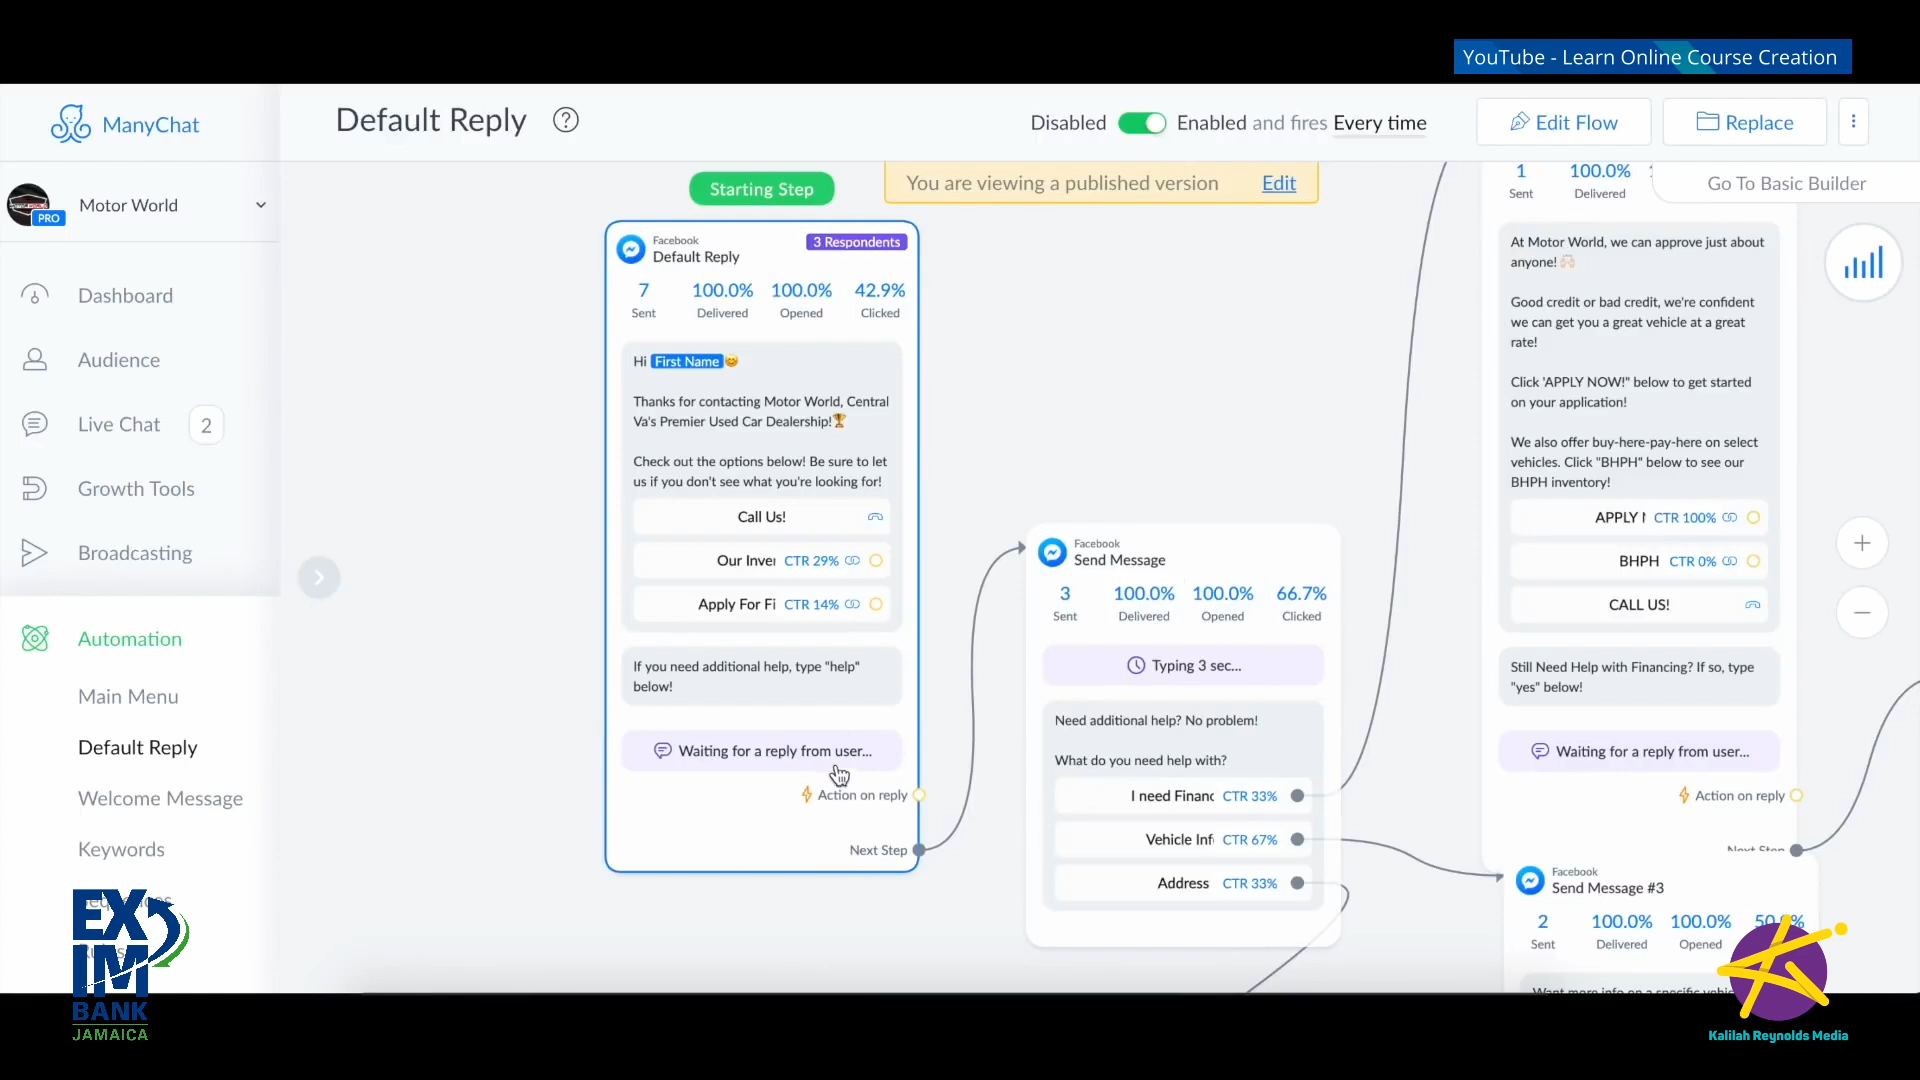 YouTube - Learn Online Course Creation
ManyChat
Default Reply
Disabled
Enabled and fires Every time
Edit Flow
Replace
Motor World
PRO
Dashboard
Audience
Live Chat
2
Growth Tools
Broadcasting
Automation
Main Menu
Default Reply
Welcome Message
Keywords
Starting Step
You are viewing a published version
Edit
Go To Basic Builder
Facebook
Default Reply
3 Respondents
7 100.0% 100.0% 42.9%
Sent Delivered Opened Clicked
Hi First Name
Thanks for contacting Motor World, Central
Va's Premier Used Car Dealership!
Check out the options below! Be sure to let
us if you don't see what you're looking for!
Call Us!
Our Inver CTR 29%
Apply For Fi CTR 14%
If you need additional help, type "help"
below!
Waiting for a reply from user...
Action on reply
Next Step
Facebook
Send Message
3 100.0% 100.0% 66.7%
Sent Delivered Opened Clicked
Typing 3 sec...
Need additional help? No problem!
What do you need help with?
I need Financ CTR 33%
Vehicle Inf CTR 67%
Address CTR 33%
1 100.0%
Sent Delivered
At Motor World, we can approve just about
anyone!
Good credit or bad credit, we're confident
we can get you a great vehicle at a great
rate!
Click 'APPLY NOW!" below to get started
on your application!
We also offer buy-here-pay-here on select
vehicles. Click "BHPH" below to see our
BHPH inventory!
APPLY CTR 100%
BHPH CTR 0%
CALL US!
Still Need Help with Financing? If so, type
"yes" below!
Waiting for a reply from user...
Action on reply
Next Step
Facebook
Send Message #3
2 100.0% 100.0%
Sent Delivered Opened
Want more info on a specific
EXIM
BANK
JAMAICA
Kalilah Reynolds Media